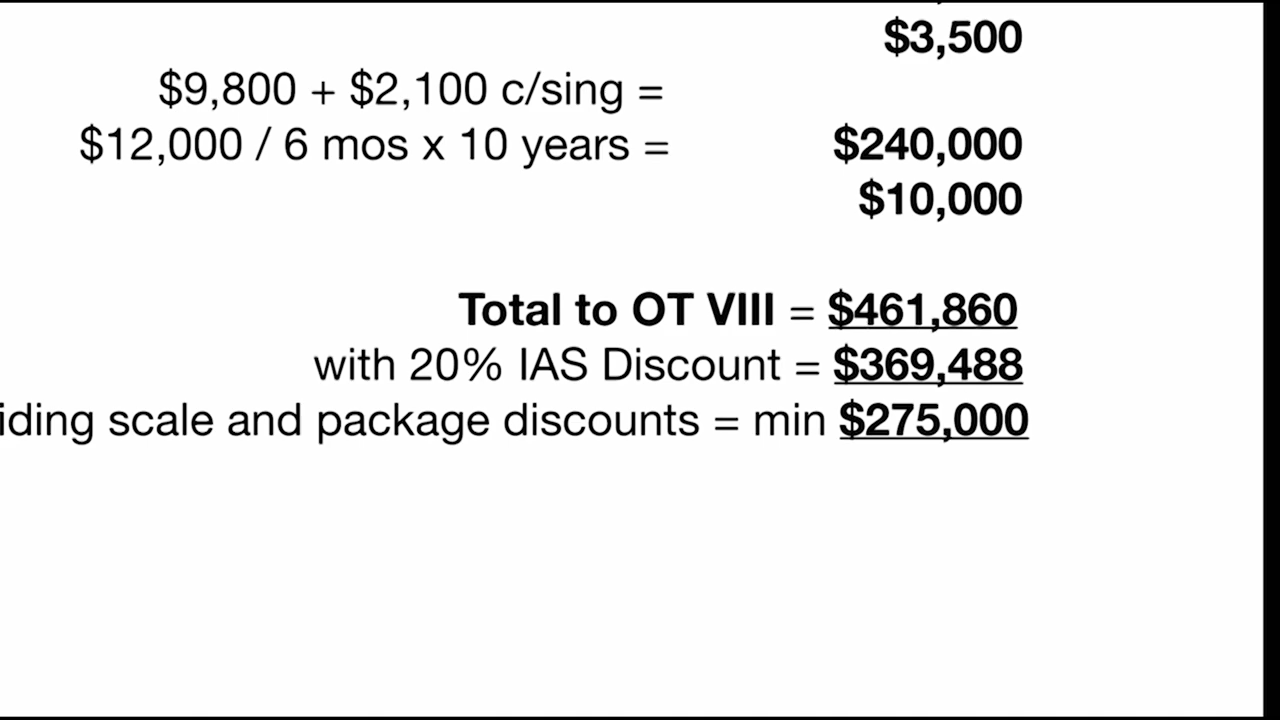 $3,500
$9,800 + $2,100 c/sing =
$12,000 / 6 mos x 10 years = $240,000
$10,000
Total to OT VIII = $461,860
with 20% IAS Discount = $369,488
iding scale and package discounts = min $275,000